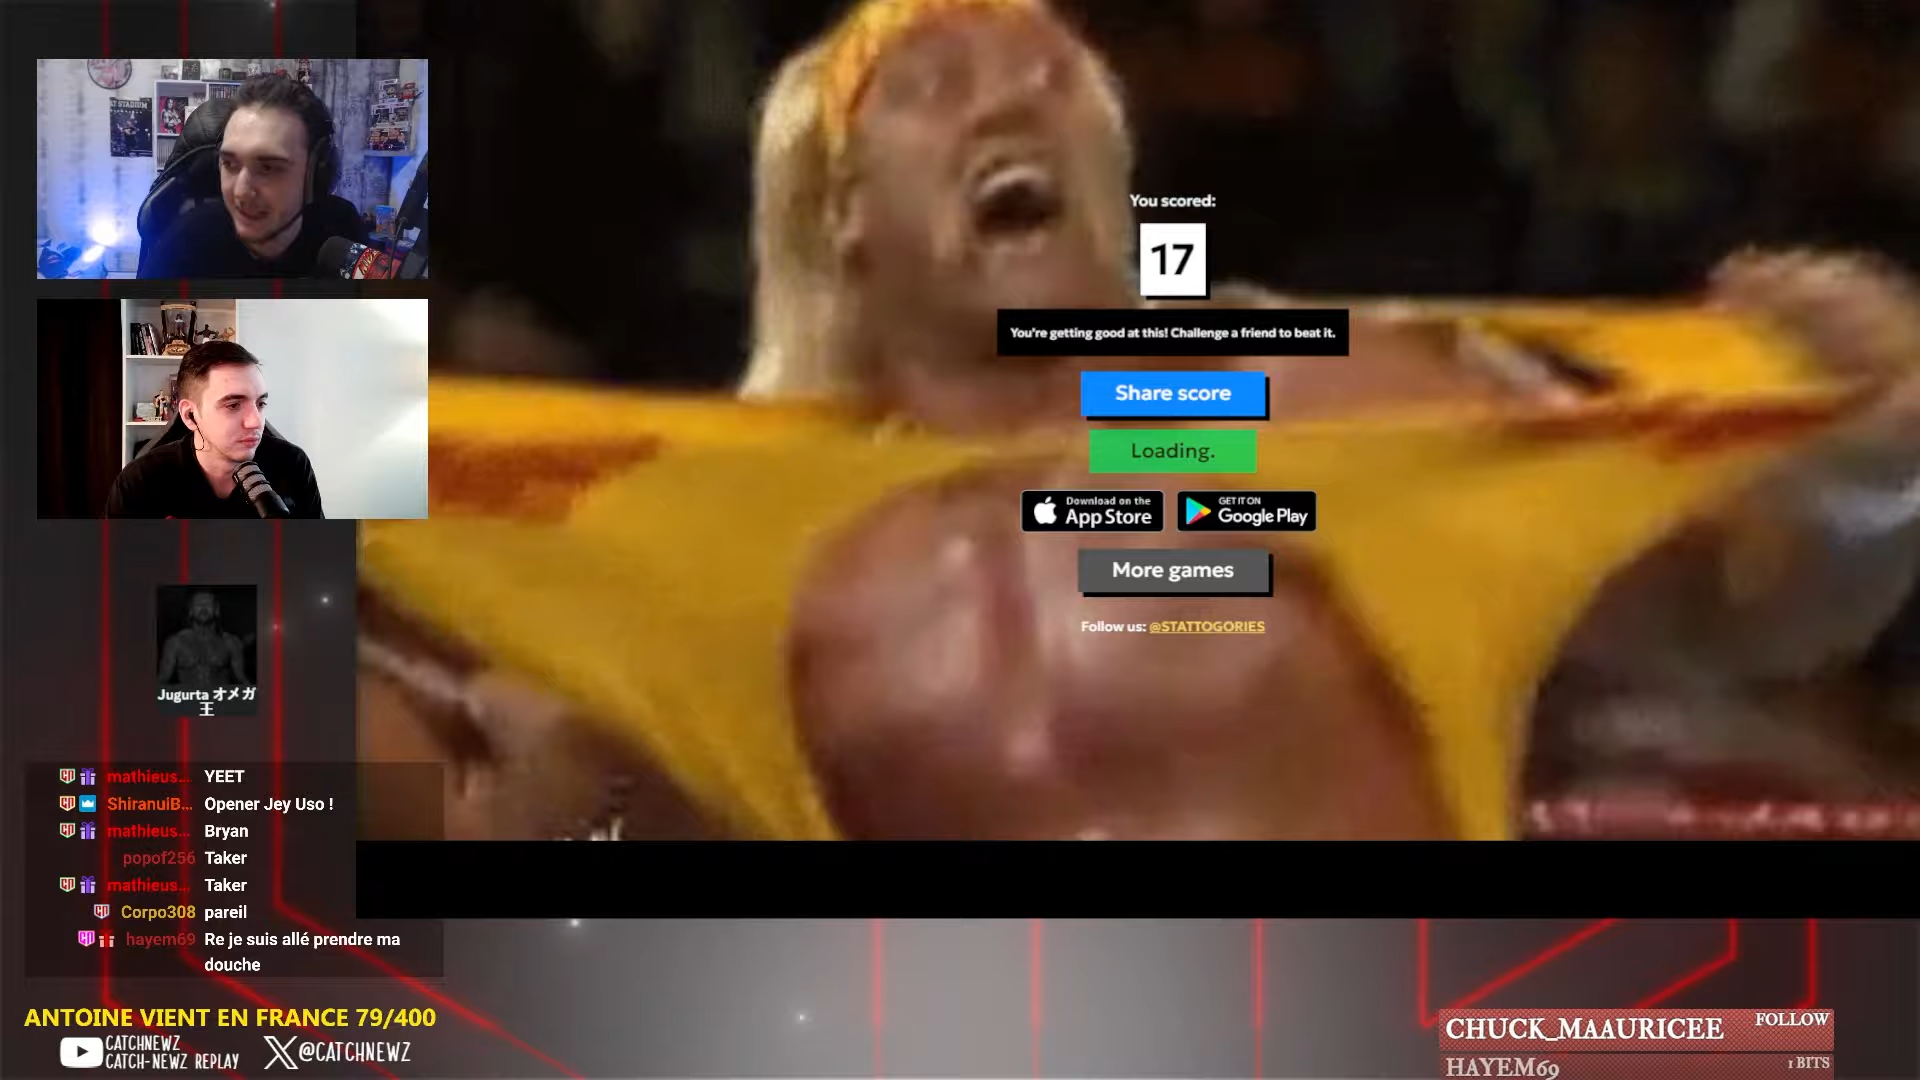 AT STADIUM
You scored:
17
You're getting good at this! Challenge a friend to beat it.
Share score
Loading.
Download on the
App Store
GET IT ON
Google Play
More games
Follow us: @STATTOGORIES
Jugurta オメガ
王
mathieus... YEET
ShiranuiB... Opener Jey Uso !
mathieus... Bryan
popof256 Taker
mathieus... Taker
Corpo308 pareil
hayem69 Re je suis allé prendre ma
douche
ANTOINE VIENT EN FRANCE 79/400
CATCHNEWZ
CATCH-NEWZ REPLAY
@CATCHNEWZ
CHUCK_MAAURICEE FOLLOW
HAYEM69 1 BITS